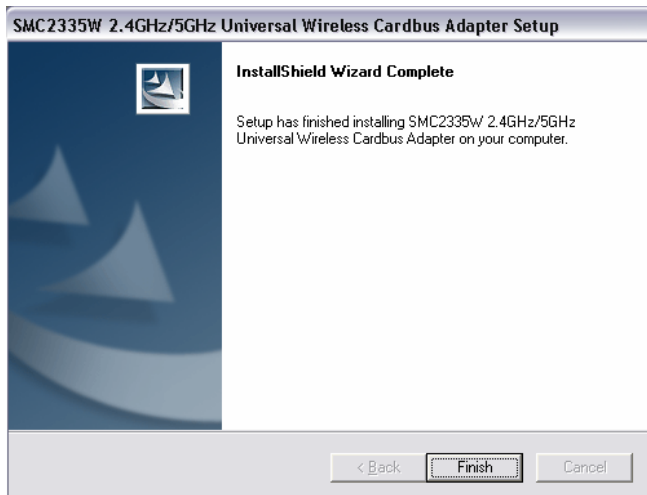 SMC2335W 2.4GHz/5GHz Universal Wireless Cardbus Adapter Setup
InstallShield Wizard Complete
Setup has finished installing SMC2335W 2.4GHz/5GHz
Universal Wireless Cardbus Adapter on your computer.
< Back Finish Cancel